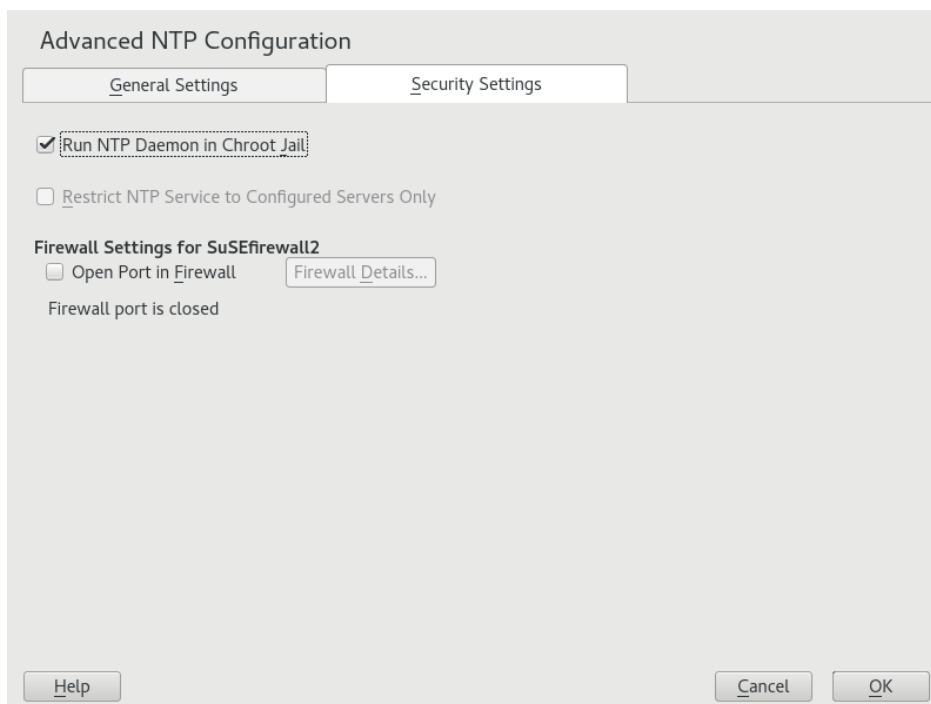 Advanced NTP Configuration
General Settings
Security Settings
Run NTP Daemon in Chroot Jail
Restrict NTP Service to Configured Servers Only
Firewall Settings for SuSEfirewall2
Open Port in Firewall
Firewall Details...
Firewall port is closed
Help
Cancel
OK